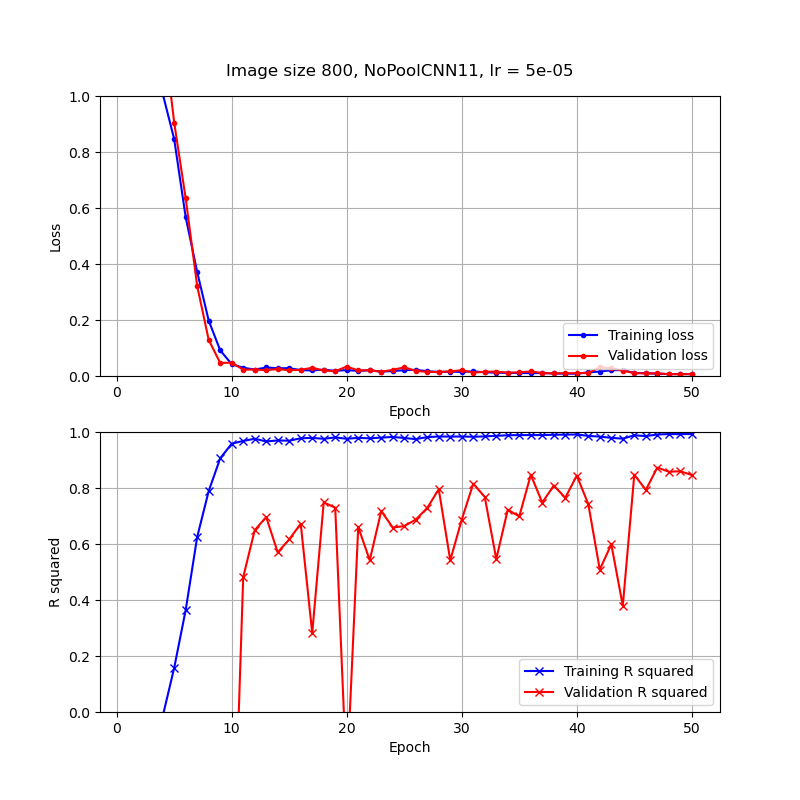 Image size 800, NoPoolCNN11, lr = 5e-05
1.0
0.8
0.6
0.4
0.2
0.0
Loss
Training loss
Validation loss
0 10 20 30 40 50
Epoch
1.0
0.8
0.6
0.4
0.2
0.0
R squared
Training R squared
Validation R squared
0 10 20 30 40 50
Epoch